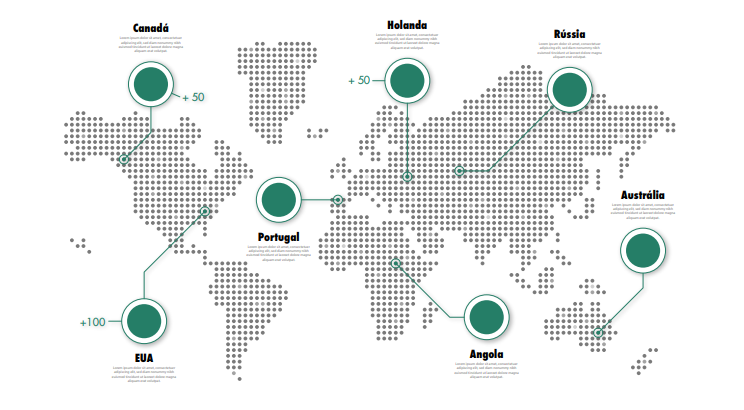 Canadá
Lorem ipsum dolor sit amet, consectetuer
adipiscing elit, sed diam nonummy nibh
euismod tincidunt ut laoreet dolore magna
aliquam erat volutpat.
+ 50
Holanda
Lorem ipsum dolor sit amet, consectetuer
adipiscing elit, sed diam nonummy nibh
euismod tincidunt ut laoreet dolore magna
aliquam erat volutpat.
+ 50
Rússia
Lorem ipsum dolor sit amet, consectetuer
adipiscing elit, sed diam nonummy nibh
euismod tincidunt ut laoreet dolore magna
aliquam erat volutpat.
Portugal
Lorem ipsum dolor sit amet, consectetuer
adipiscing elit, sed diam nonummy nibh
euismod tincidunt ut laoreet dolore magna
aliquam erat volutpat.
Austrália
Lorem ipsum dolor sit amet, consectetuer
adipiscing elit, sed diam nonummy nibh
euismod tincidunt ut laoreet dolore magna
aliquam erat volutpat.
+100
EUA
Lorem ipsum dolor sit amet, consectetuer
adipiscing elit, sed diam nonummy nibh
euismod tincidunt ut laoreet dolore magna
aliquam erat volutpat.
Angola
Lorem ipsum dolor sit amet, consectetuer
adipiscing elit, sed diam nonummy nibh
euismod tincidunt ut laoreet dolore magna
aliquam erat volutpat.